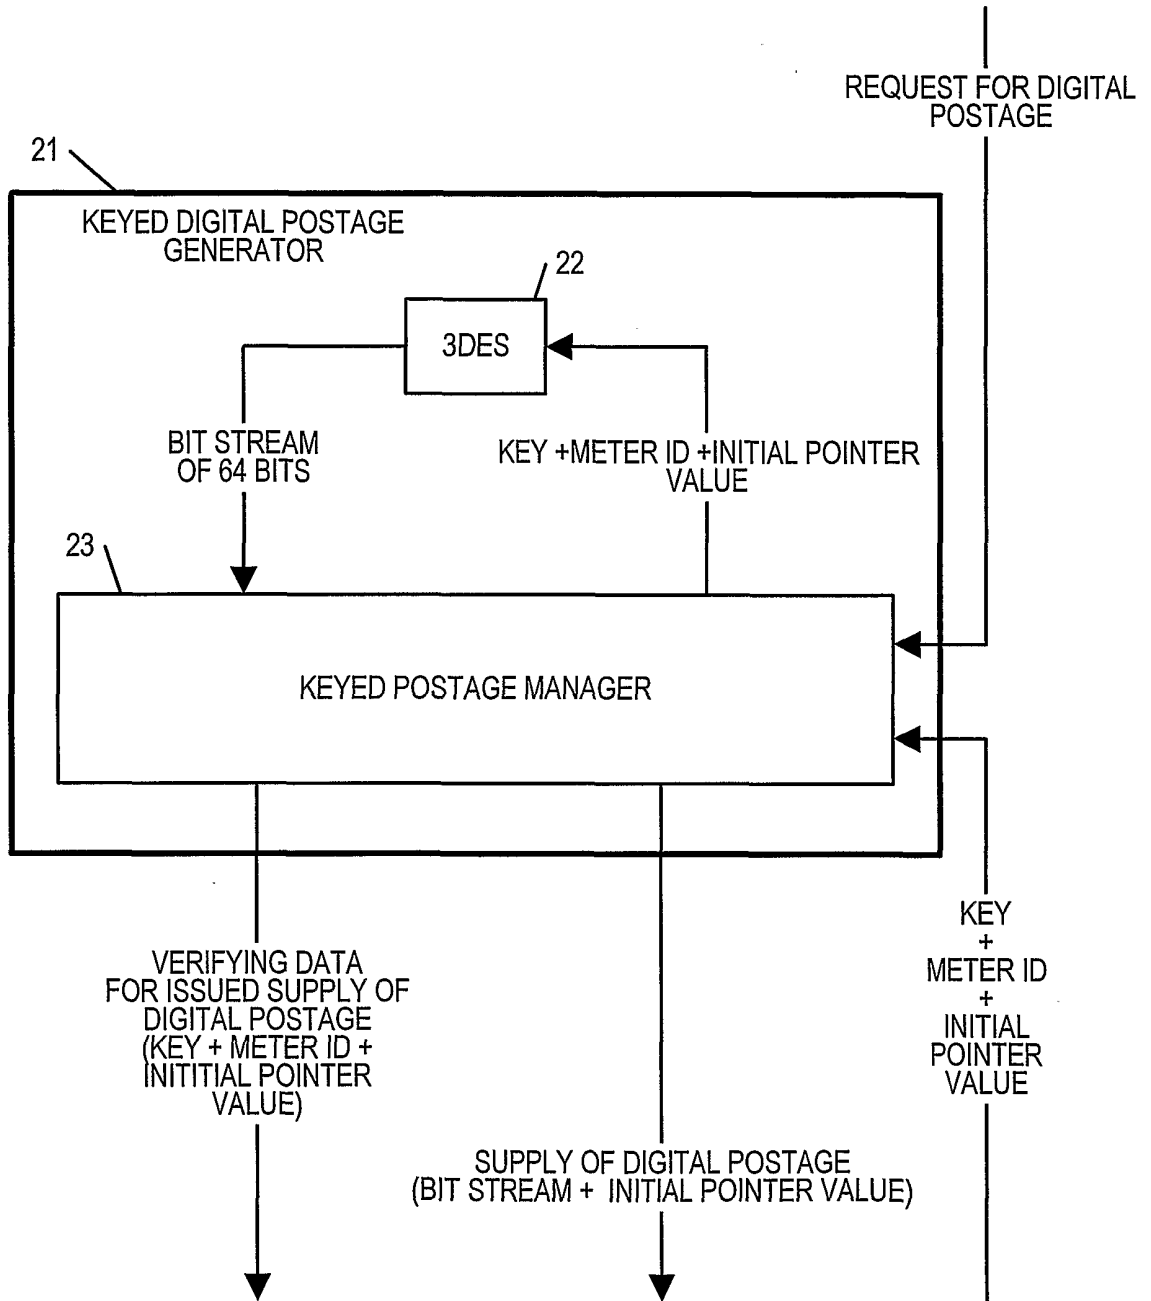 REQUEST FOR DIGITAL
POSTAGE
21
KEYED DIGITAL POSTAGE
GENERATOR
22
3DES
BIT STREAM
OF 64 BITS
KEY +METER ID +INITIAL POINTER
VALUE
23
KEYED POSTAGE MANAGER
KEY
+
METER ID
+
INITIAL
POINTER
VALUE
VERIFYING DATA
FOR ISSUED SUPPLY OF
DIGITAL POSTAGE
(KEY + METER ID +
INITITIAL POINTER
VALUE)
SUPPLY OF DIGITAL POSTAGE
(BIT STREAM + INITIAL POINTER VALUE)